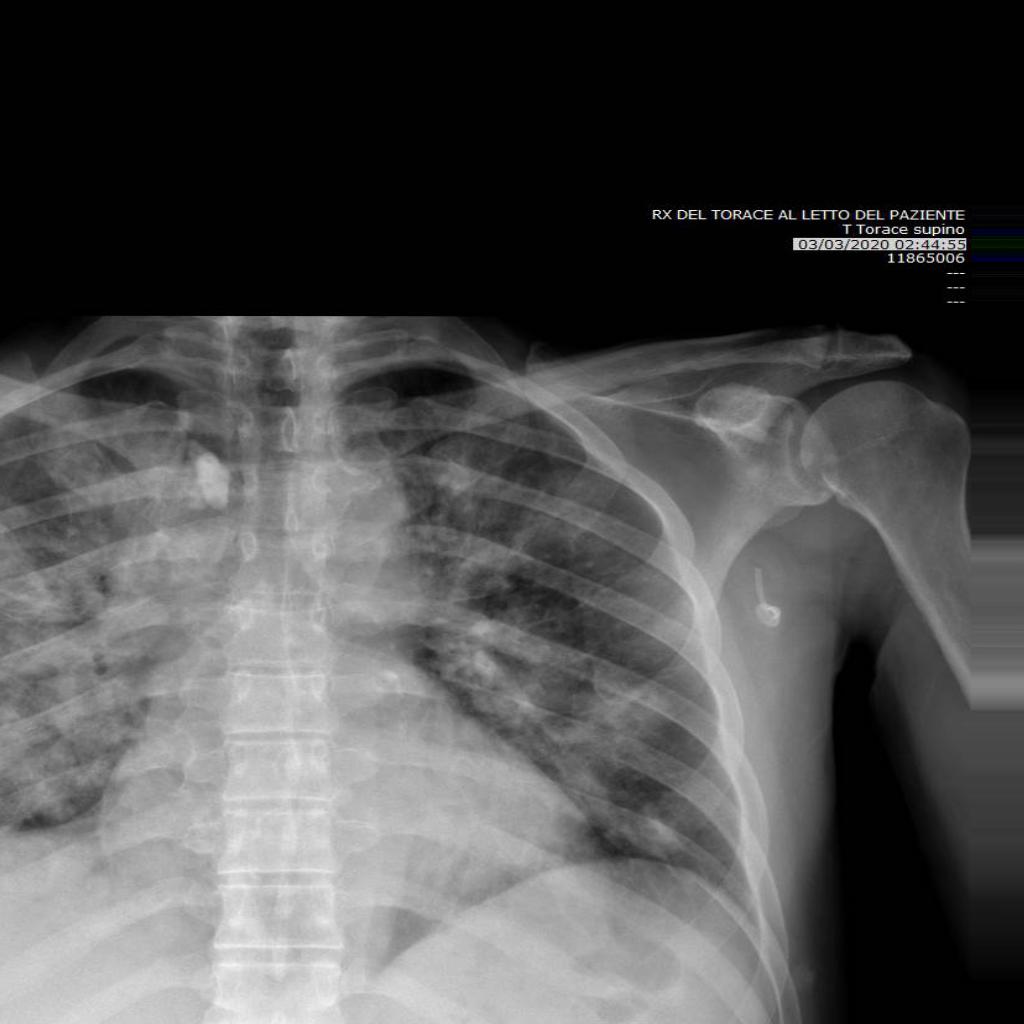 RX DEL TORACE AL LETTO DEL PAZIENTE
T Torace supino
03/03/2020 02:44:55
11865006
---
---
---